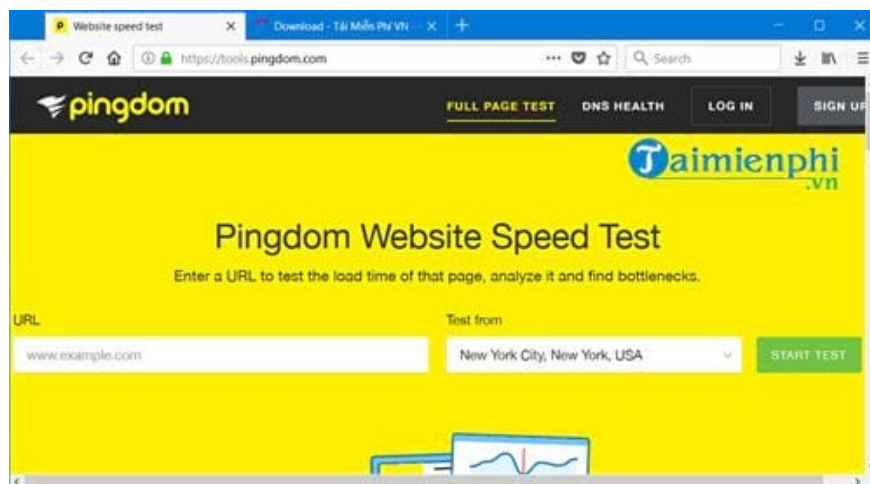 Website speed test
Download - Tải Miễn Phí VN -
https://tools.pingdom.com
Search
pingdom
FULL PAGE TEST
DNS HEALTH
LOG IN
SIGN UP
Taimienphi
.vn
Pingdom Website Speed Test
Enter a URL to test the load time of that page, analyze it and find bottlenecks.
URL
Test from
www.example.com
New York City, New York, USA
START TEST